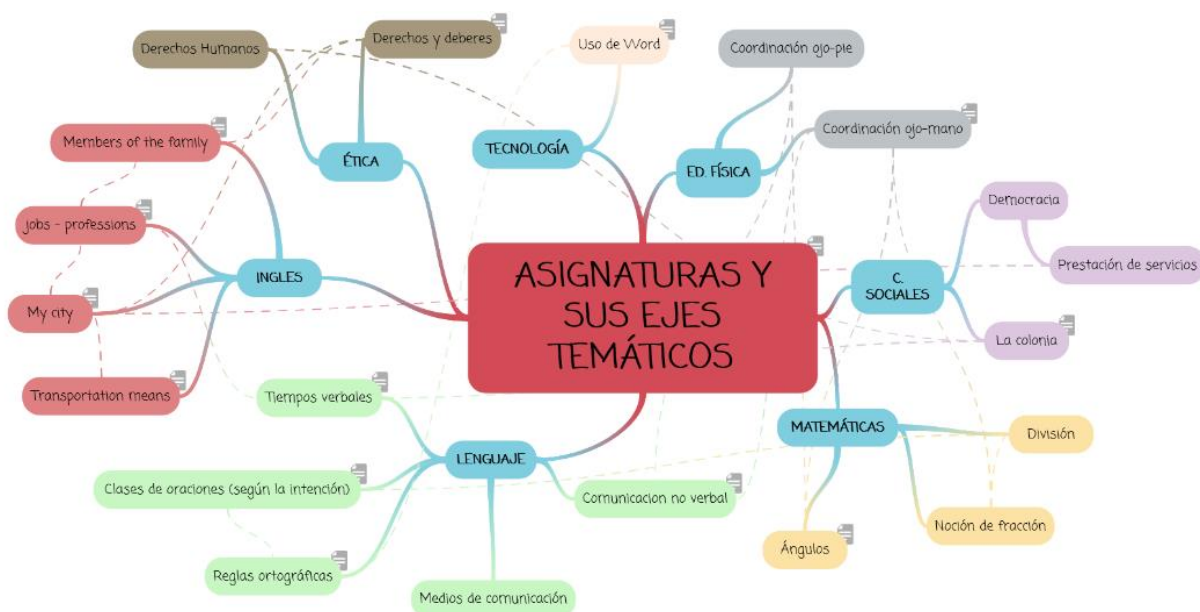 Derechos Humanos
Derechos y deberes
ÉTICA
Uso de Word
TECNOLOGÍA
Coordinación ojo-pie
Coordinación ojo-mano
ED. FÍSICA
Members of the family
jobs - professions
My city
Transportation means
INGLES
ASIGNATURAS Y
SUS EJES
TEMÁTICOS
C.
SOCIALES
Democracia
Prestación de servicios
La colonia
Tiempos verbales
Clases de oraciones (según la intención)
Reglas ortográficas
Medios de comunicación
Comunicacion no verbal
LENGUAJE
MATEMÁTICAS
División
Noción de fracción
Ángulos